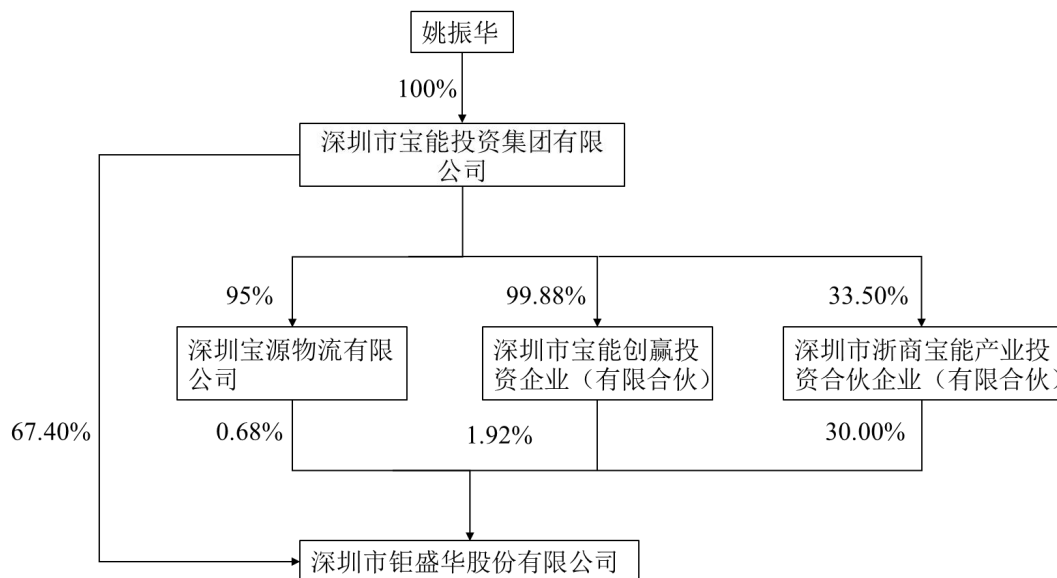 姚振华
100%
深圳市宝能投资集团有限
公司
95%
99.88%
33.50%
深圳宝源物流有限
公司
深圳市宝能创赢投
资企业（有限合伙）
深圳市浙商宝能产业投
资合伙企业（有限合伙）
67.40%
0.68%
1.92%
30.00%
深圳市钜盛华股份有限公司